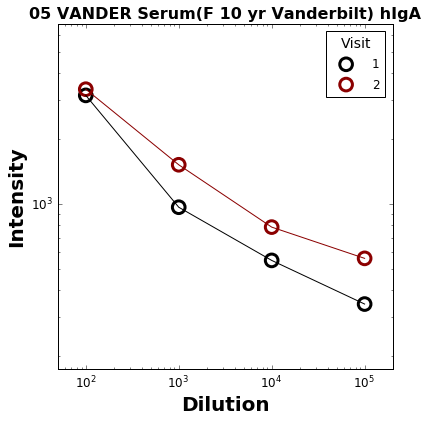 05 VANDER Serum(F 10 yr Vanderbilt) hIgA
Visit
1
2
Intensity
10³
10² 10³ 10⁴ 10⁵
Dilution